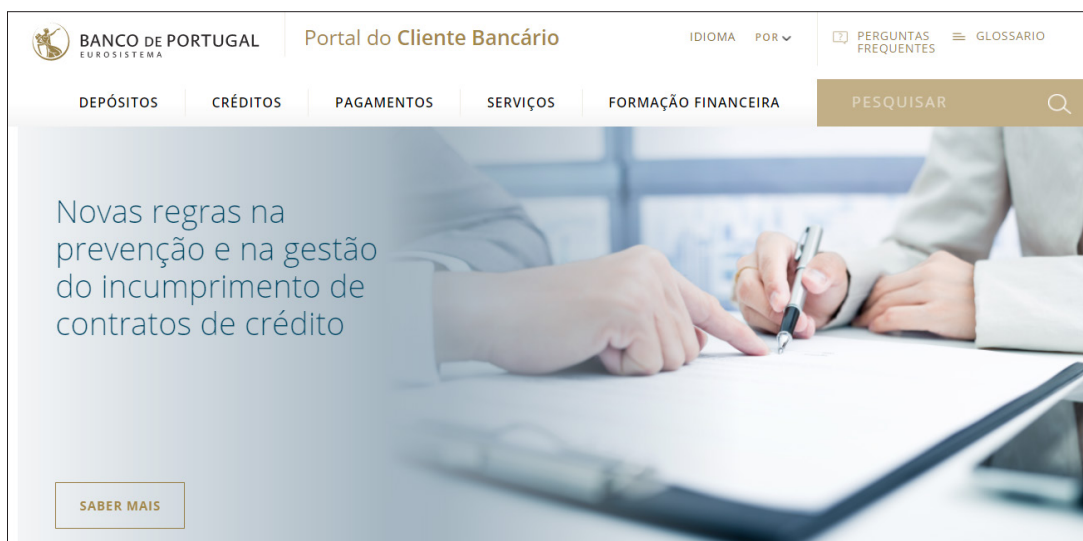 BANCO DE PORTUGAL
EUROSISTEMA
Portal do Cliente Bancário
IDIOMA POR
PERGUNTAS
FREQUENTES
GLOSSARIO
DEPÓSITOS CRÉDITOS PAGAMENTOS SERVIÇOS FORMAÇÃO FINANCEIRA PESQUISAR
Novas regras na
prevenção e na gestão
do incumprimento de
contratos de crédito
SABER MAIS